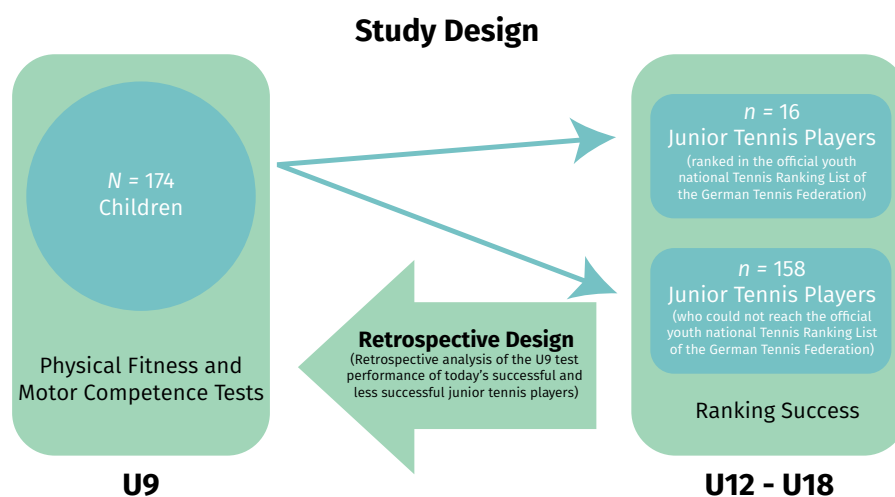 Study Design
N = 174
Children
Physical Fitness and
Motor Competence Tests
U9
Retrospective Design
(Retrospective analysis of the U9 test
performance of today's successful and
less successful junior tennis players)
n = 16
Junior Tennis Players
(ranked in the official youth
national Tennis Ranking List of
the German Tennis Federation)
n = 158
Junior Tennis Players
(who could not reach the official
youth national Tennis Ranking List
of the German Tennis Federation)
Ranking Success
U12 - U18